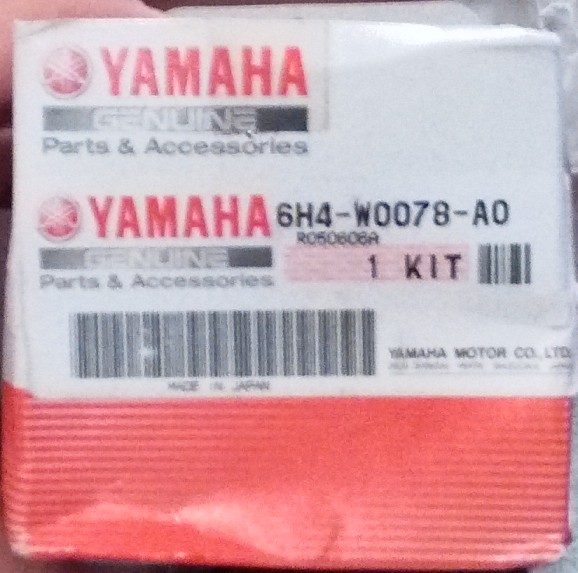 YAMAHA
GENUINE
Parts & Accessories
YAMAHA 6H4-W0078-A0
R050606A
GENUINE
1 KIT
Parts & Accessories
YAMAHA MOTOR CO., LTD.
MADE IN JAPAN